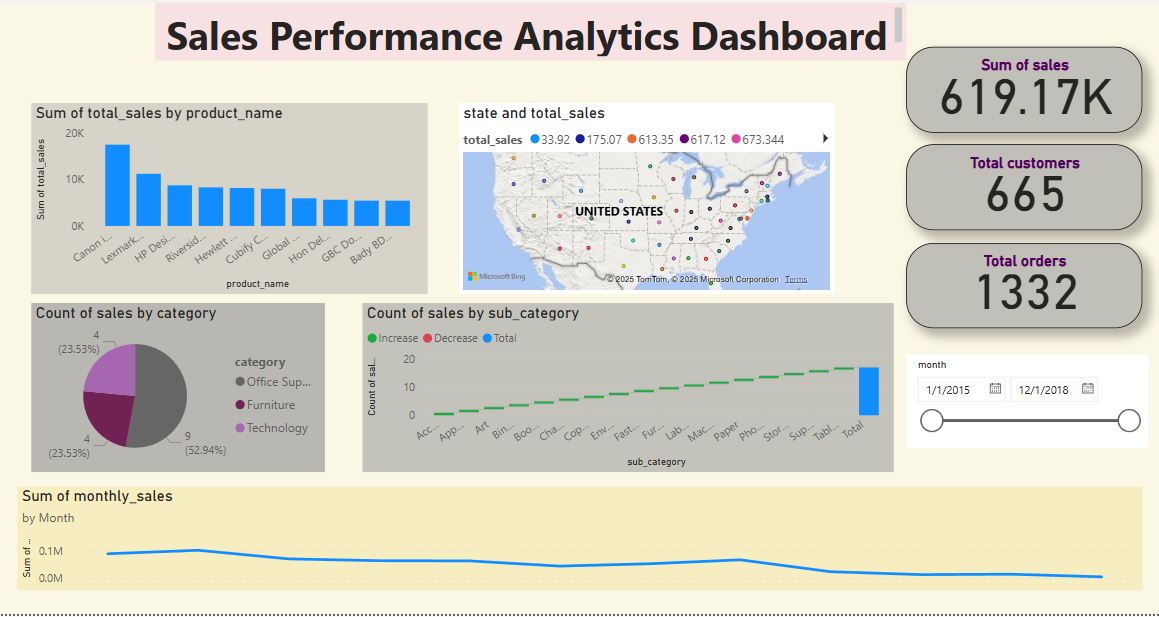 Sales Performance Analytics Dashboard
Sum of sales
619.17K
Total customers
665
Total orders
1332
Sum of total_sales by product_name
Sum of total_sales
20K
10K
0K
Canon i...
Lexmark...
HP Desi...
Riversid...
Hewlett ...
Cubify C...
Global ...
Hon Del...
GBC Do...
Bady BD...
product_name
state and total_sales
total_sales 33.92 175.07 613.35 617.12 673.344
UNITED STATES
Microsoft Bing
© 2025 TomTom, © 2025 Microsoft Corporation Terms
Count of sales by category
4
(23.53%)
4
(23.53%)
9
(52.94%)
category
Office Sup...
Furniture
Technology
Count of sales by sub_category
Increase Decrease Total
Count of sal...
20
10
0
Acc...
App...
Art
Bin...
Boo...
Cha...
Cop...
Env...
Fast...
Fur...
Lab...
Mac...
Paper
Pho...
Stor...
Sup...
Tabl...
Total
sub_category
month
1/1/2015 12/1/2018
Sum of monthly_sales
by Month
Sum of ...
0.1M
0.0M